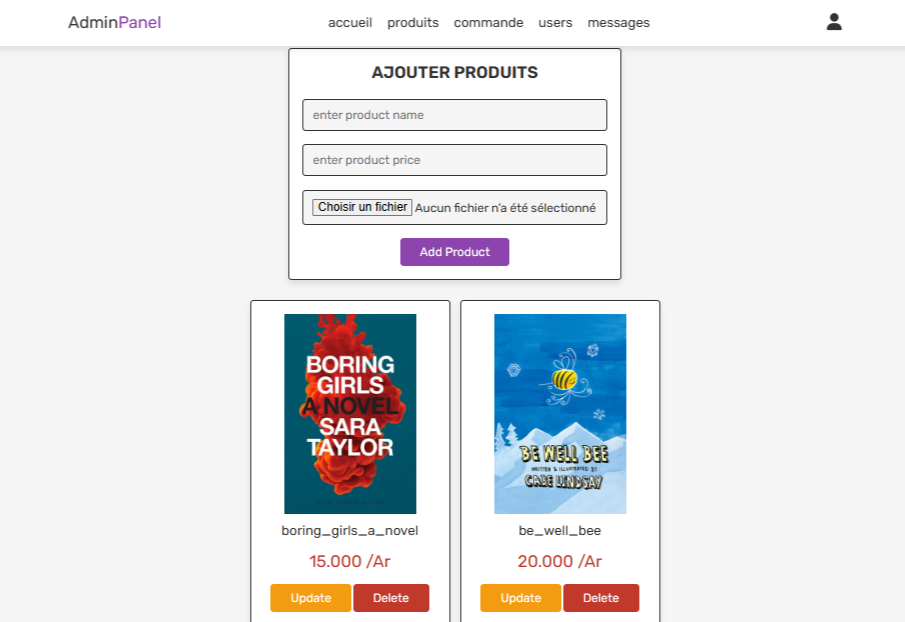 AdminPanel
accueil produits commande users messages
AJOUTER PRODUITS
enter product name
enter product price
Choisir un fichier Aucun fichier n'a été sélectionné
Add Product
BORING
GIRLS
A NOVEL
SARA
TAYLOR
boring_girls_a_novel
15.000 /Ar
Update Delete
BE WELL BEE
WRITTEN & ILLUSTRATED BY
CABE LINDSAY
be_well_bee
20.000 /Ar
Update Delete